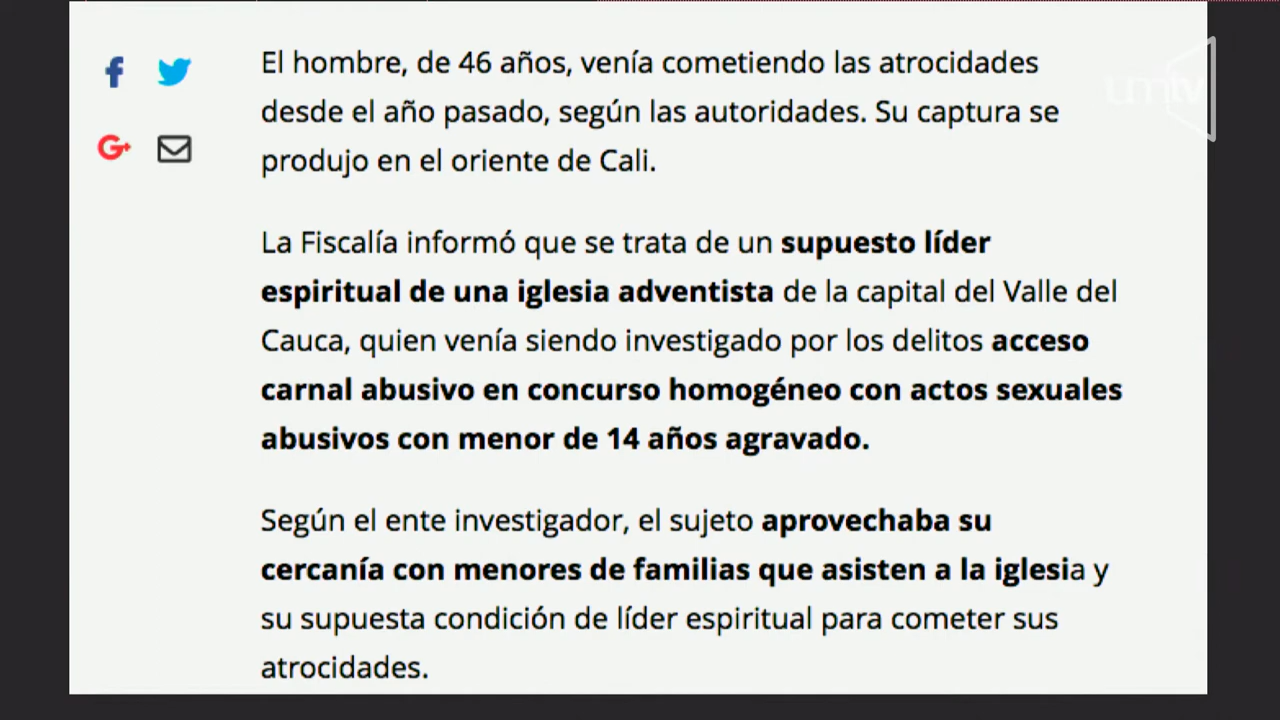 El hombre, de 46 años, venía cometiendo las atrocidades
desde el año pasado, según las autoridades. Su captura se
produjo en el oriente de Cali.
La Fiscalía informó que se trata de un supuesto líder
espiritual de una iglesia adventista de la capital del Valle del
Cauca, quien venía siendo investigado por los delitos acceso
carnal abusivo en concurso homogéneo con actos sexuales
abusivos con menor de 14 años agravado.
Según el ente investigador, el sujeto aprovechaba su
cercanía con menores de familias que asisten a la iglesia y
su supuesta condición de líder espiritual para cometer sus
atrocidades.